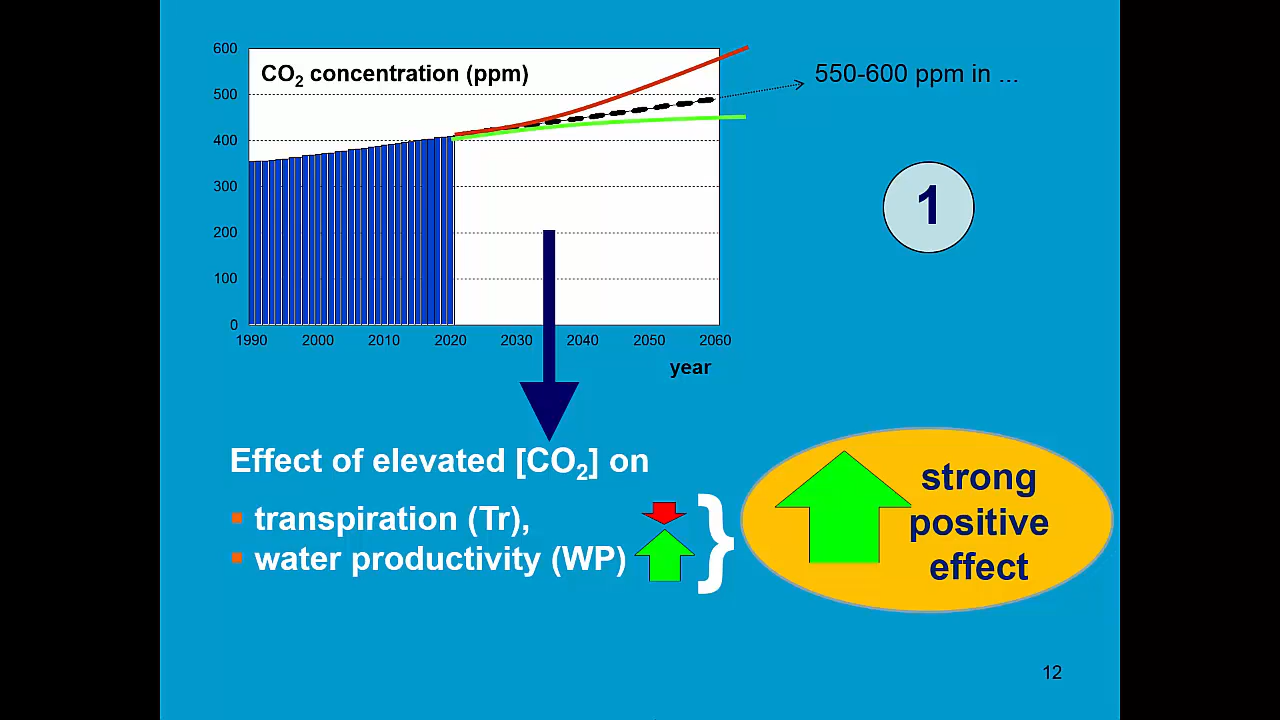 600
CO2 concentration (ppm)
550-600 ppm in ...
500
400
300
200
100
0
1990 2000 2010 2020 2030 2040 2050 2060
year
1
Effect of elevated [CO2] on
transpiration (Tr),
water productivity (WP)
}
strong
positive
effect
12